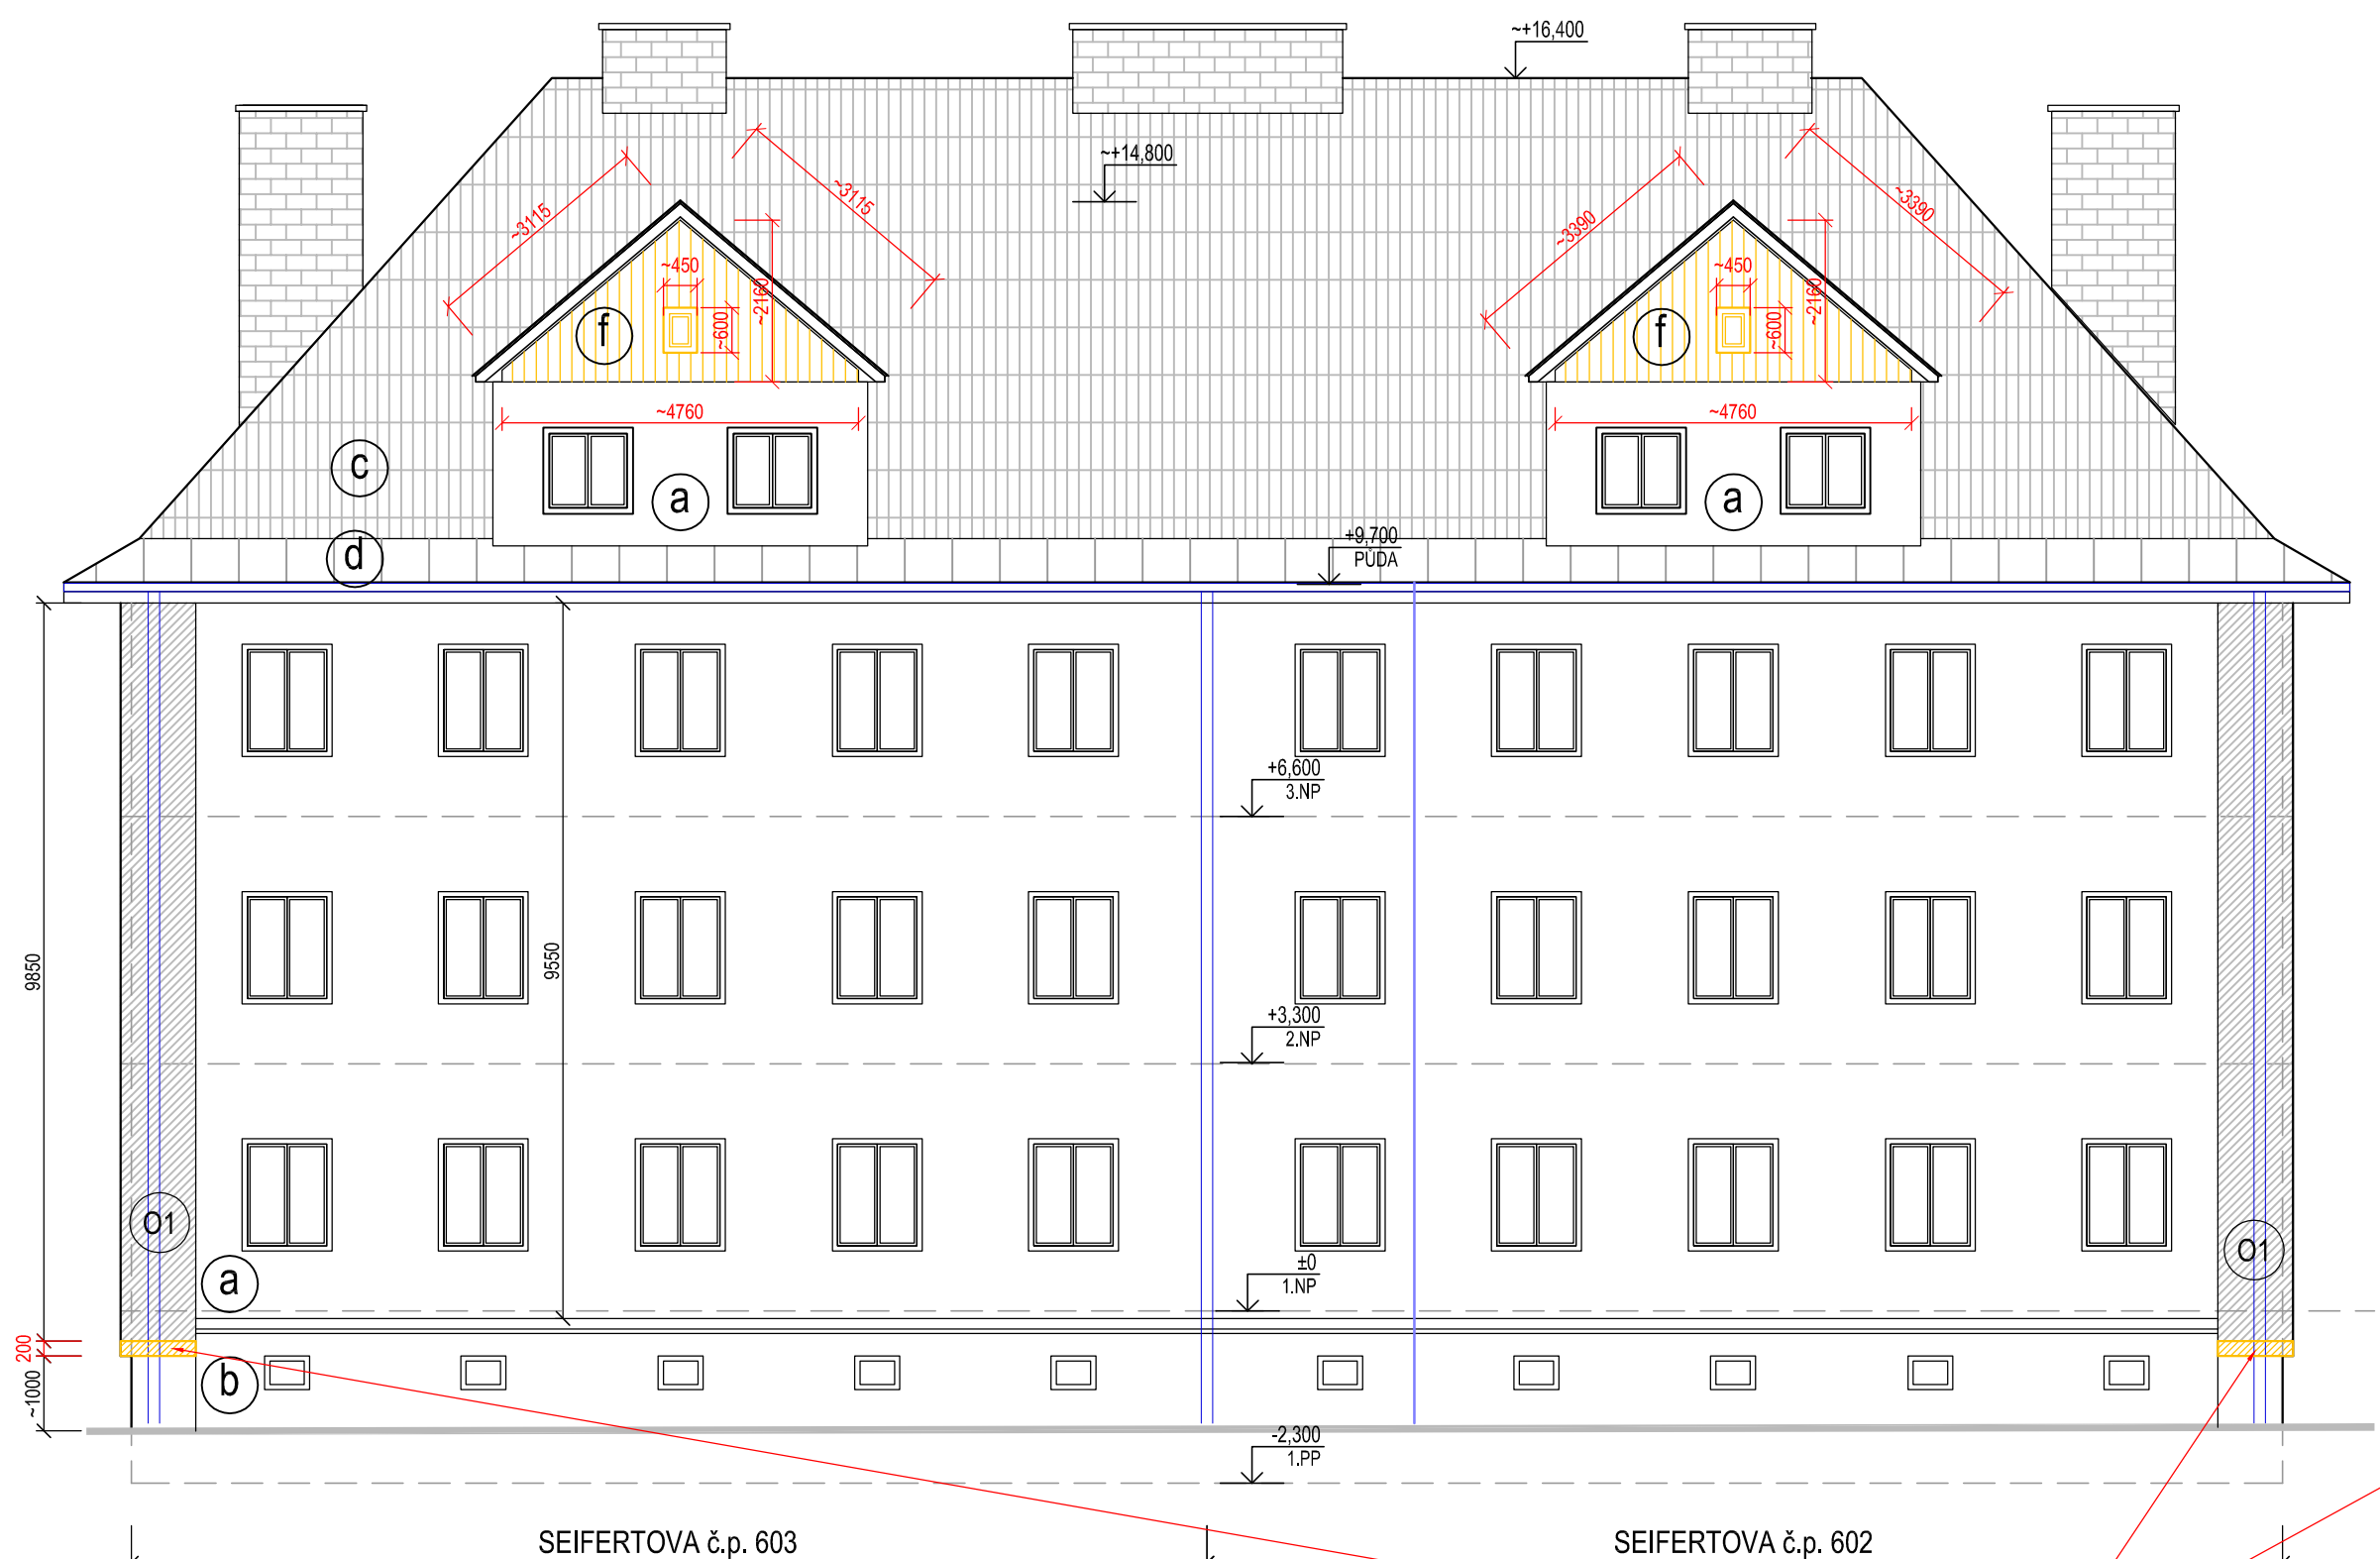 ~+16,400
~+14,800
~3115
~3115
~3390
~3390
~450
~2160
~600
f
~450
~2160
~600
f
~4760
~4760
c
a
a
d
+9,700
PŮDA
+6,600
3.NP
9850
9550
+3,300
2.NP
O1
O1
a
±0
1.NP
200
b
~1000
-2,300
1.PP
SEIFERTOVA č.p. 603
SEIFERTOVA č.p. 602